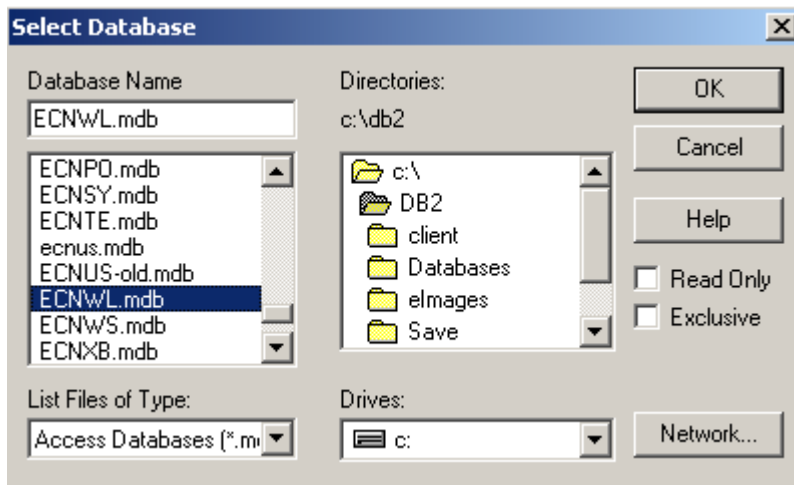 Select Database
Database Name
ECNWL.mdb
ECNPO.mdb
ECNSY.mdb
ECNTE.mdb
ecnus.mdb
ECNUS-old.mdb
ECNWL.mdb
ECNWS.mdb
ECNXB.mdb
List Files of Type:
Access Databases (*.m
Directories:
c:\db2
c:\
DB2
client
Databases
eImages
Save
Drives:
c:
OK
Cancel
Help
Read Only
Exclusive
Network...